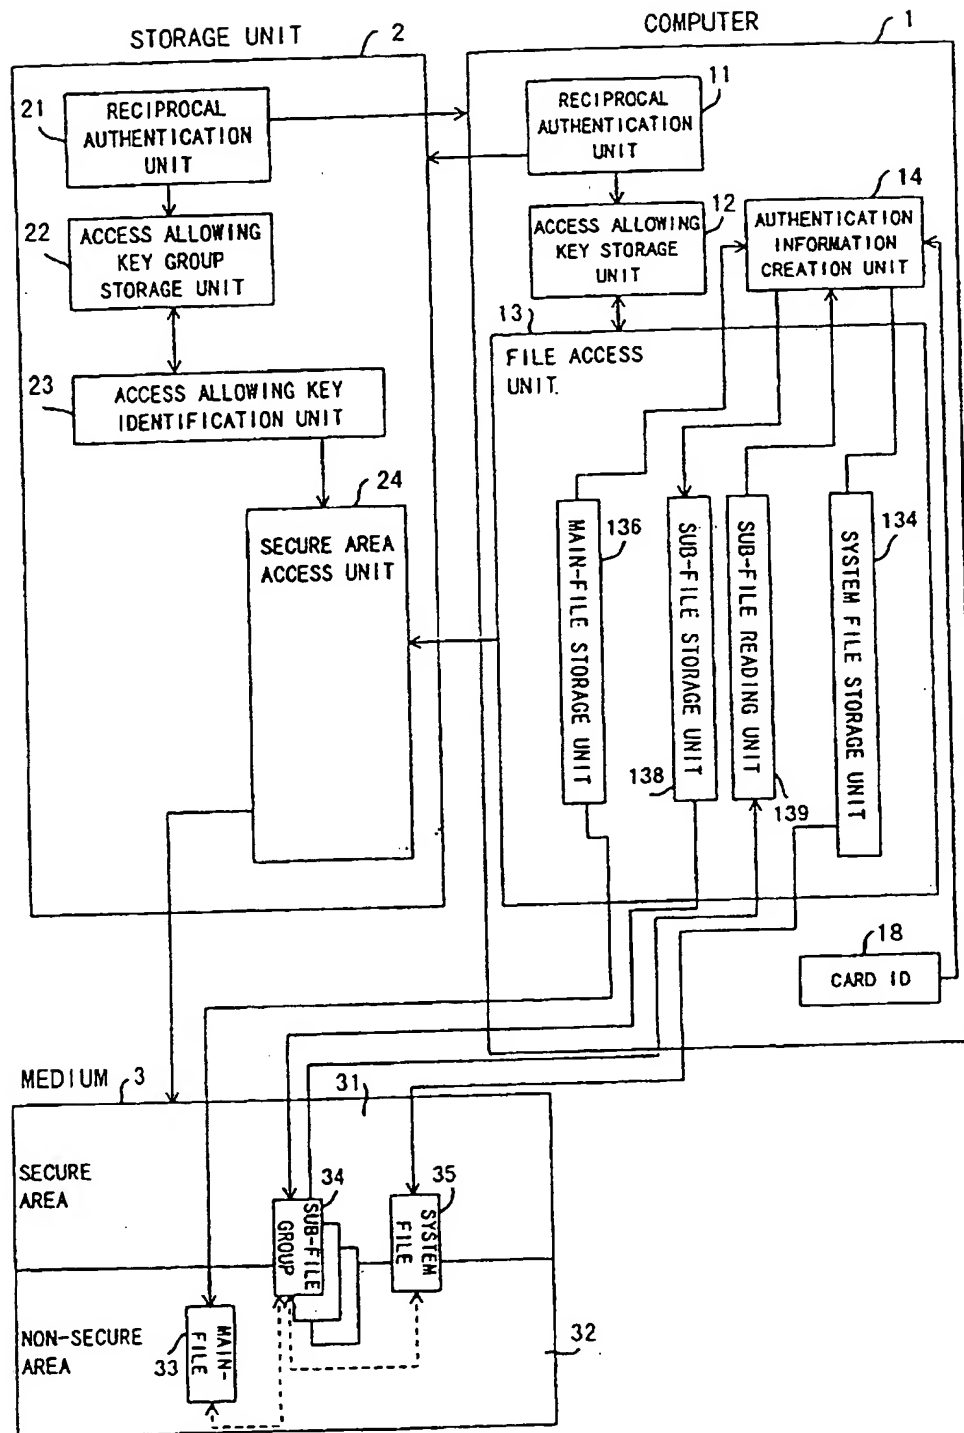 STORAGE UNIT
2
COMPUTER
1
21
RECIPROCAL
AUTHENTICATION
UNIT
11
RECIPROCAL
AUTHENTICATION
UNIT
22
ACCESS ALLOWING
KEY GROUP
STORAGE UNIT
12
ACCESS ALLOWING
KEY STORAGE
UNIT
14
AUTHENTICATION
INFORMATION
CREATION UNIT
23
ACCESS ALLOWING KEY
IDENTIFICATION UNIT
13
FILE ACCESS
UNIT.
24
SECURE AREA
ACCESS UNIT
MAIN-FILE STORAGE UNIT
136
SUB-FILE STORAGE UNIT
138
SUB-FILE READING UNIT
139
SYSTEM FILE STORAGE UNIT
134
18
CARD ID
MEDIUM
3
31
SECURE
AREA
34
SUB-FILE
GROUP
35
SYSTEM
FILE
NON-SECURE
AREA
33
MAIN-
FILE
32